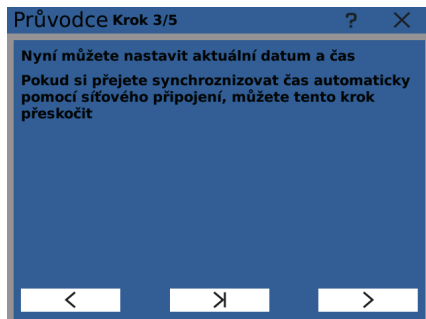 Průvodce Krok 3/5 ?
Nyní můžete nastavit aktuální datum a čas
Pokud si přejete synchroznizovat čas automaticky
pomocí síťového připojení, můžete tento krok
přeskočit